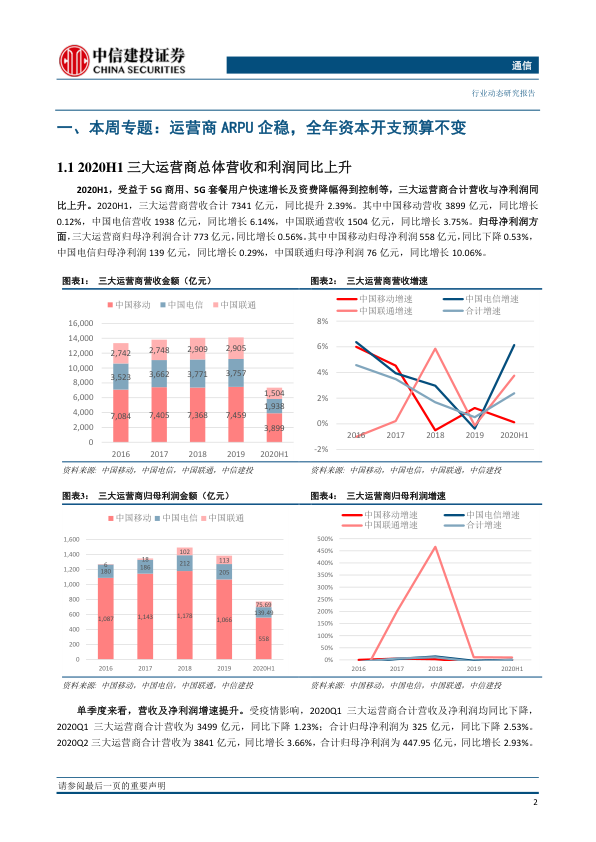 中信建投证券
CHINA SECURITIES
通信
行业动态研究报告
一、本周专题：运营商 ARPU 企稳，全年资本开支预算不变
1.1 2020H1 三大运营商总体营收和利润同比上升
2020H1，受益于 5G 商用、5G 套餐用户快速增长及资费降幅得到控制等，三大运营商合计营收与净利润同
比上升。2020H1，三大运营商营收合计 7341 亿元，同比提升 2.39%。其中中国移动营收 3899 亿元，同比增长
0.12%，中国电信营收 1938 亿元，同比增长 6.14%，中国联通营收 1504 亿元，同比增长 3.75%。归母净利润方
面，三大运营商归母净利润合计 773 亿元，同比增长 0.56%。其中中国移动归母净利润 558 亿元，同比下降 0.53%，
中国电信归母净利润 139 亿元，同比增长 0.29%，中国联通归母净利润 76 亿元，同比增长 10.06%。
图表1： 三大运营商营收金额（亿元）
中国移动 中国电信 中国联通
16,000
14,000
12,000
10,000
8,000
6,000
4,000
2,000
0
2,742 2,748 2,909 2,905 1,504
3,523 3,662 3,771 3,757 1,938
7,084 7,405 7,368 7,459 3,899
2016 2017 2018 2019 2020H1
资料来源：中国移动，中国电信，中国联通，中信建投
图表2： 三大运营商营收增速
中国移动增速 中国电信增速
中国联通增速 合计增速
8%
6%
4%
2%
0%
-2%
2016 2017 2018 2019 2020H1
资料来源：中国移动，中国电信，中国联通，中信建投
图表3： 三大运营商归母利润金额（亿元）
中国移动 中国电信 中国联通
1,600
1,400
1,200
1,000
800
600
400
200
0
6 18 102 113 75.69
180 186 212 205 139.49
1,087 1,143 1,178 1,066 558
2016 2017 2018 2019 2020H1
资料来源：中国移动，中国电信，中国联通，中信建投
图表4： 三大运营商归母利润增速
中国移动增速 中国电信增速
中国联通增速 合计增速
500%
450%
400%
350%
300%
250%
200%
150%
100%
50%
0%
2016 2017 2018 2019 2020H1
资料来源：中国移动，中国电信，中国联通，中信建投
单季度来看，营收及净利润增速提升。受疫情影响，2020Q1 三大运营商合计营收及净利润均同比下降，
2020Q1 三大运营商合计营收为 3499 亿元，同比下降 1.23%；合计归母净利润为 325 亿元，同比下降 2.53%。
2020Q2 三大运营商合计营收为 3841 亿元，同比增长 3.66%，合计归母净利润为 447.95 亿元，同比增长 2.93%。
请参阅最后一页的重要声明
2